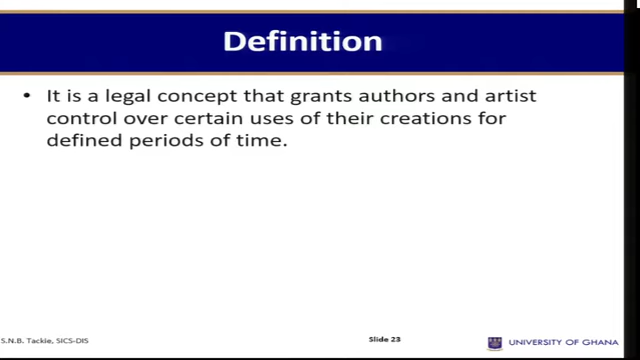 Definition
• It is a legal concept that grants authors and artist
control over certain uses of their creations for
defined periods of time.
S.N.B. Tackie, SICS-DIS
Slide 23
UNIVERSITY OF GHANA